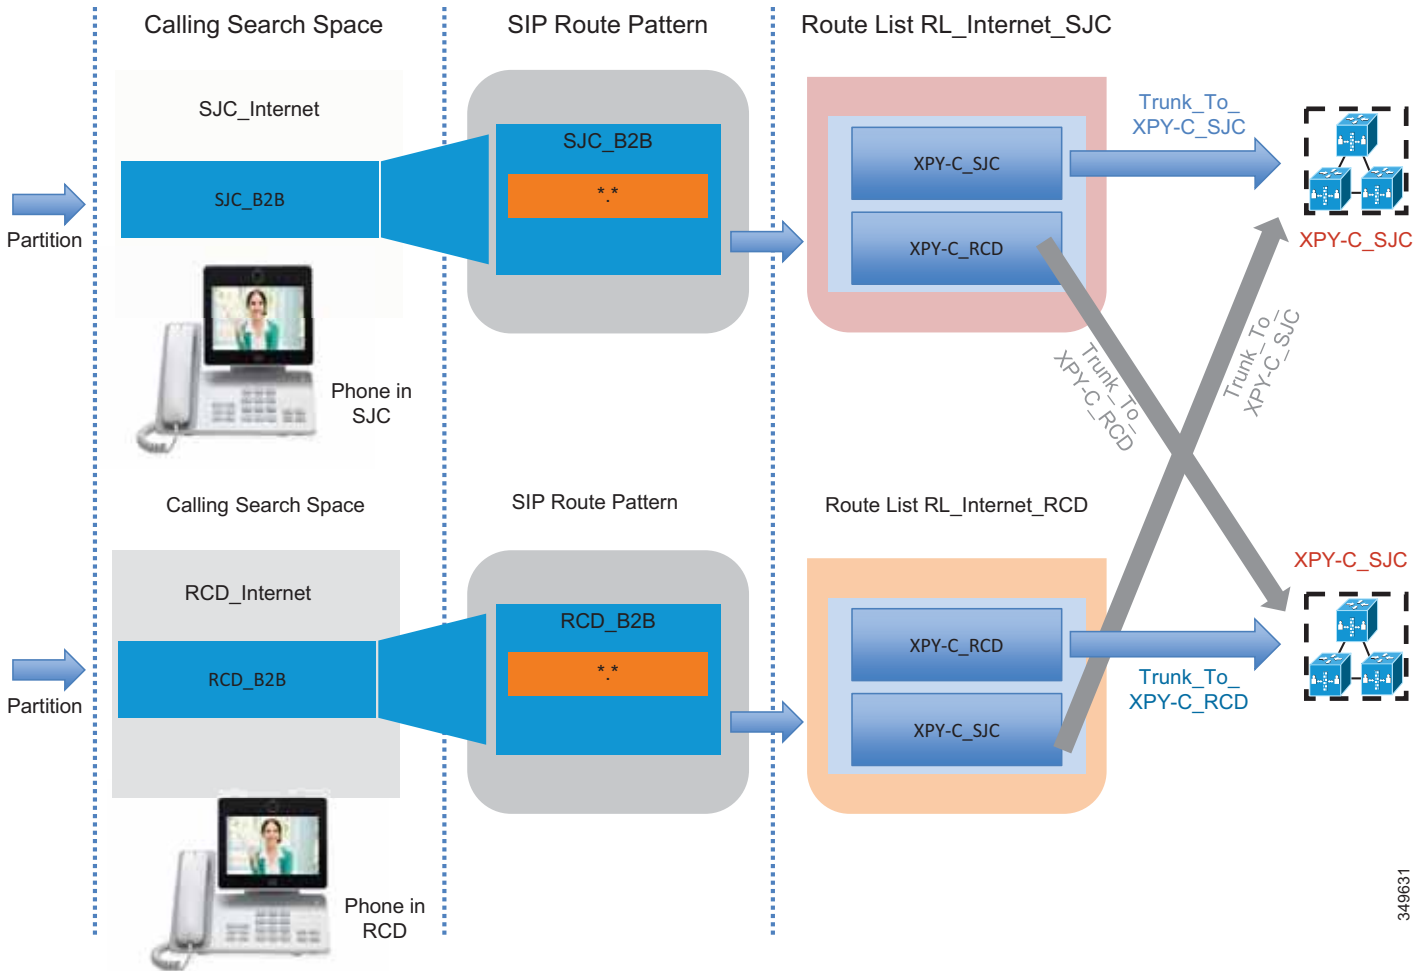 Calling Search Space
SIP Route Pattern
Route List RL_Internet_SJC
SJC_Internet
SJC_B2B
Partition
SJC_B2B
*.*
XPY-C_SJC
XPY-C_RCD
Trunk_To_
XPY-C_SJC
XPY-C_SJC
Phone in
SJC
Trunk_To_
XPY-C_RCD
Trunk_To_
XPY-C_SJC
Calling Search Space
SIP Route Pattern
Route List RL_Internet_RCD
RCD_Internet
RCD_B2B
Partition
RCD_B2B
*.*
XPY-C_RCD
XPY-C_SJC
XPY-C_SJC
Trunk_To_
XPY-C_RCD
Phone in
RCD
349631